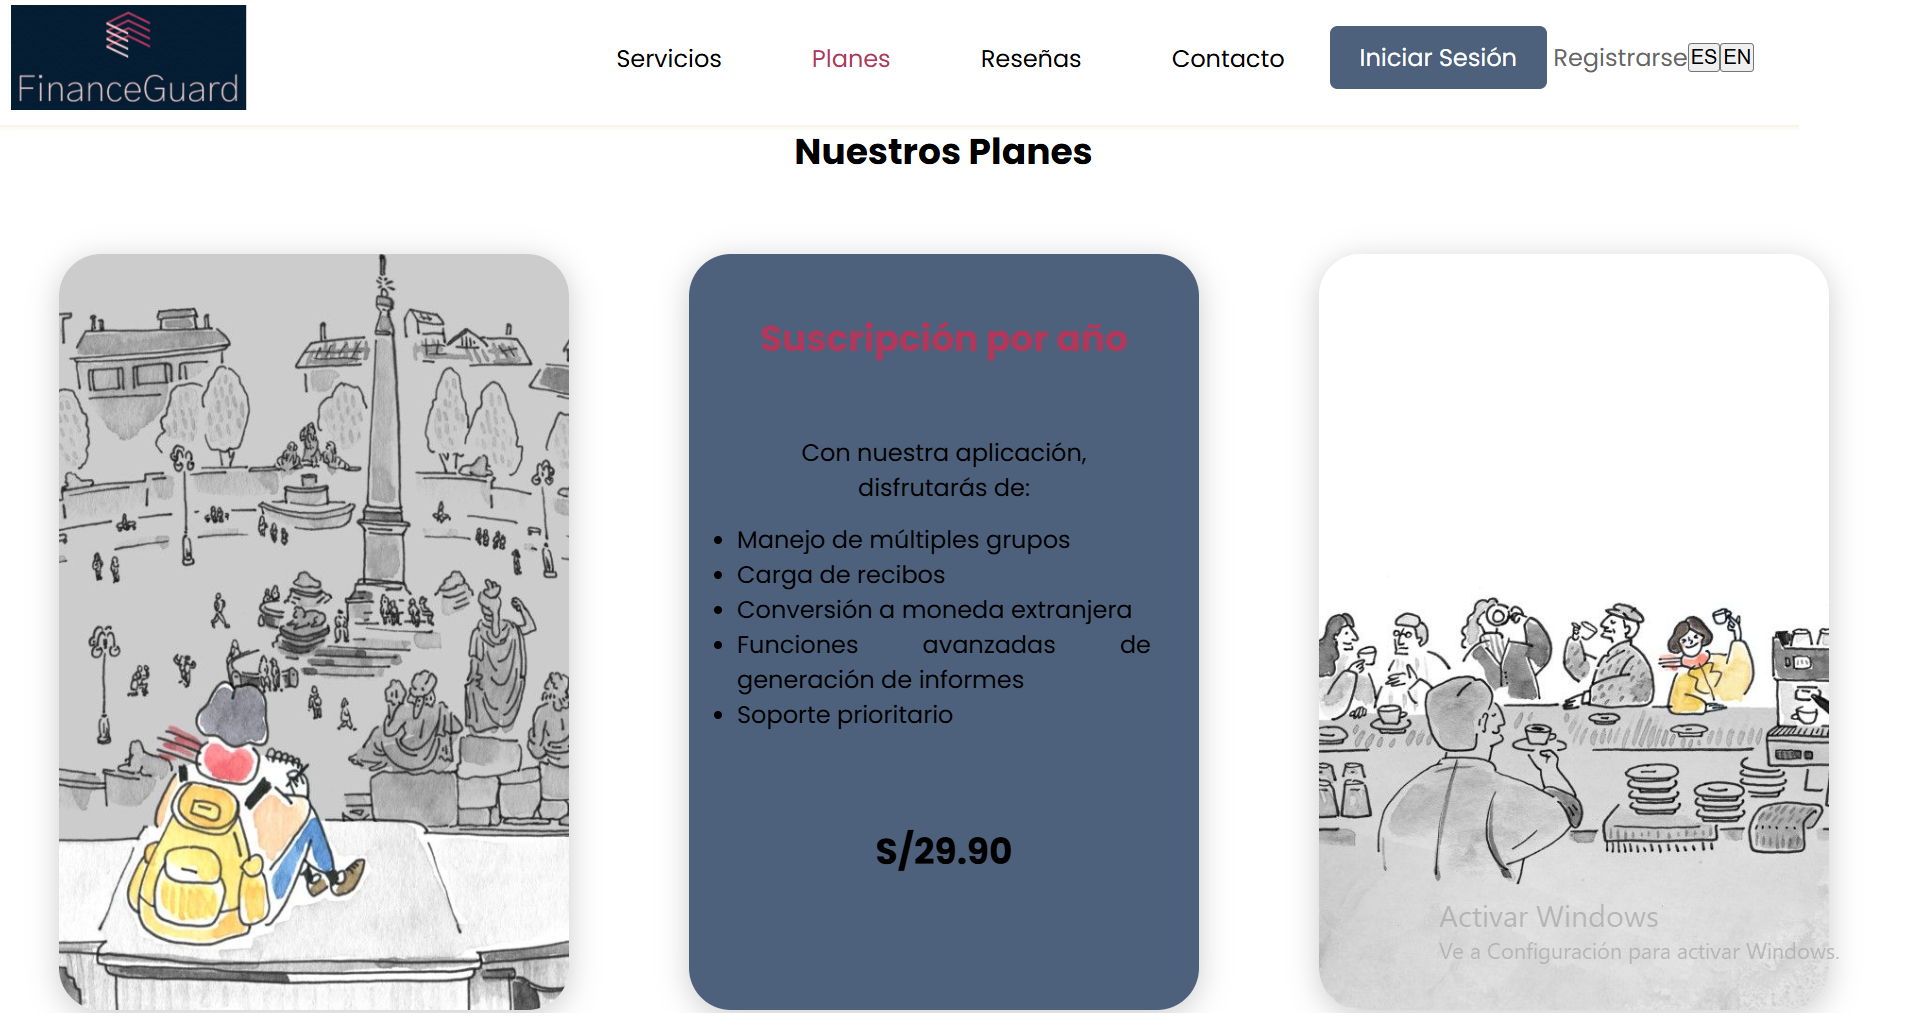 FinanceGuard
Servicios
Planes
Reseñas
Contacto
Iniciar Sesión
Registrarse
ES
EN
Nuestros Planes
Suscripción por año
Con nuestra aplicación,
disfrutarás de:
Manejo de múltiples grupos
Carga de recibos
Conversión a moneda extranjera
Funciones avanzadas de
generación de informes
Soporte prioritario
S/29.90
Activar Windows
Ve a Configuración para activar Windows.